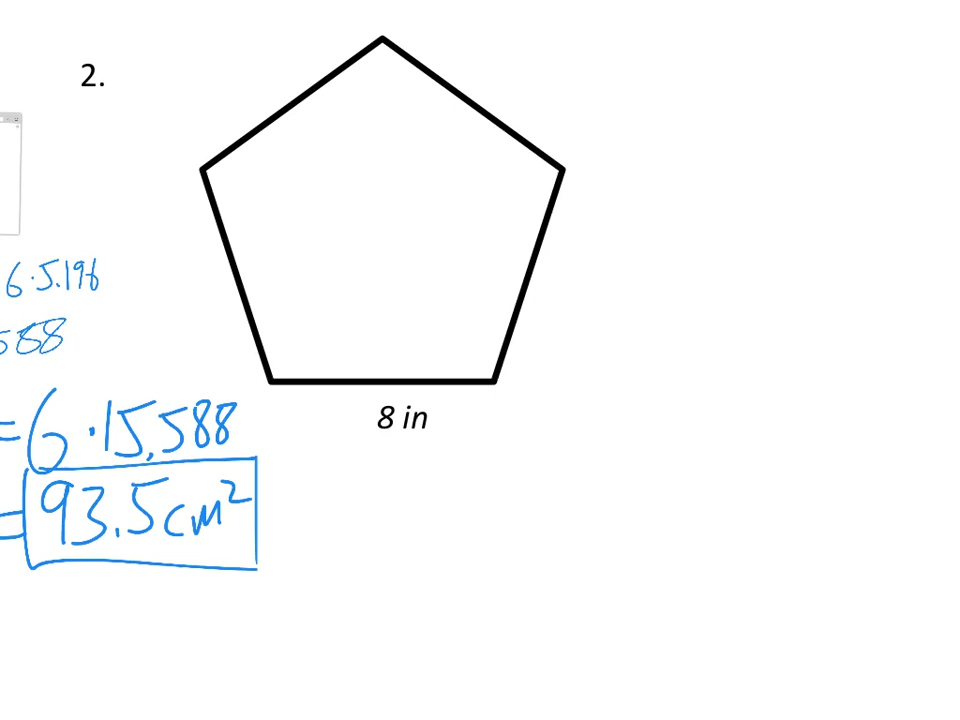 2.
6·5.196
588
=6·15,588
=93.5cm²
8 in